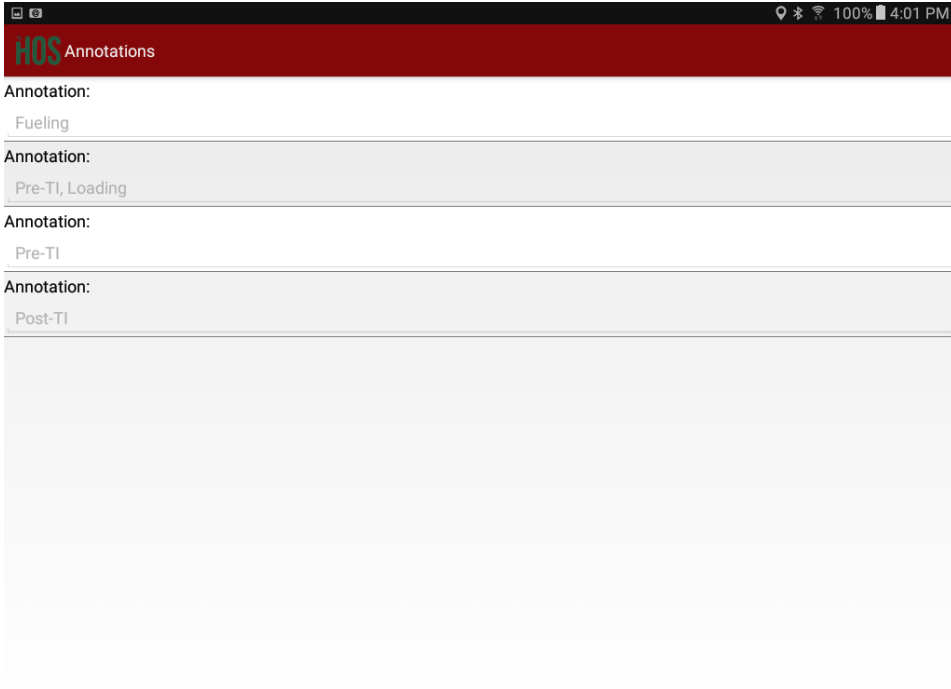 100% 4:01 PM
HOS Annotations
Annotation:
Fueling
Annotation:
Pre-TI, Loading
Annotation:
Pre-TI
Annotation:
Post-TI